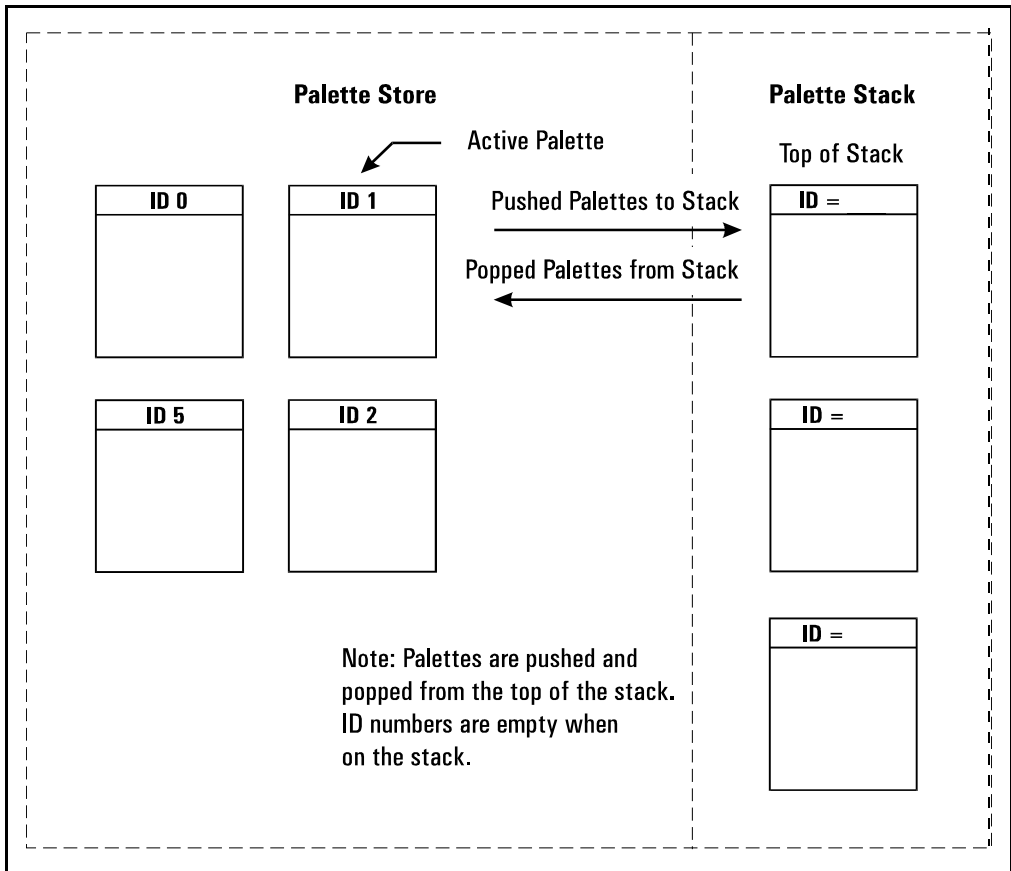 Palette Store
Palette Stack
Active Palette
Top of Stack
ID 0
ID 1
Pushed Palettes to Stack
ID =
Popped Palettes from Stack
ID 5
ID 2
ID =
ID =
Note: Palettes are pushed and
popped from the top of the stack.
ID numbers are empty when
on the stack.